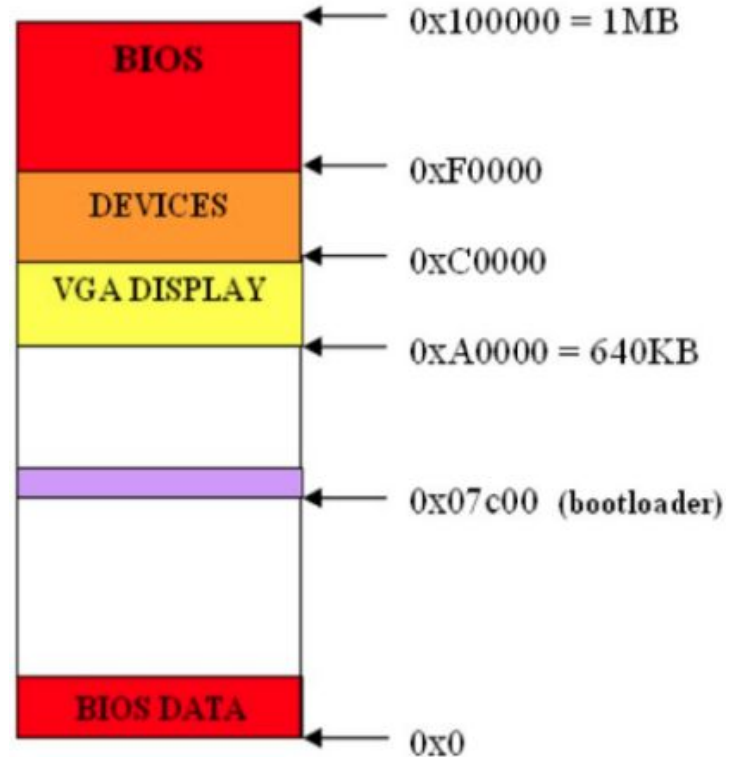 0x100000 = 1MB
BIOS
0xF0000
DEVICES
0xC0000
VGA DISPLAY
0xA0000 = 640KB
0x07c00 (bootloader)
BIOS DATA
0x0